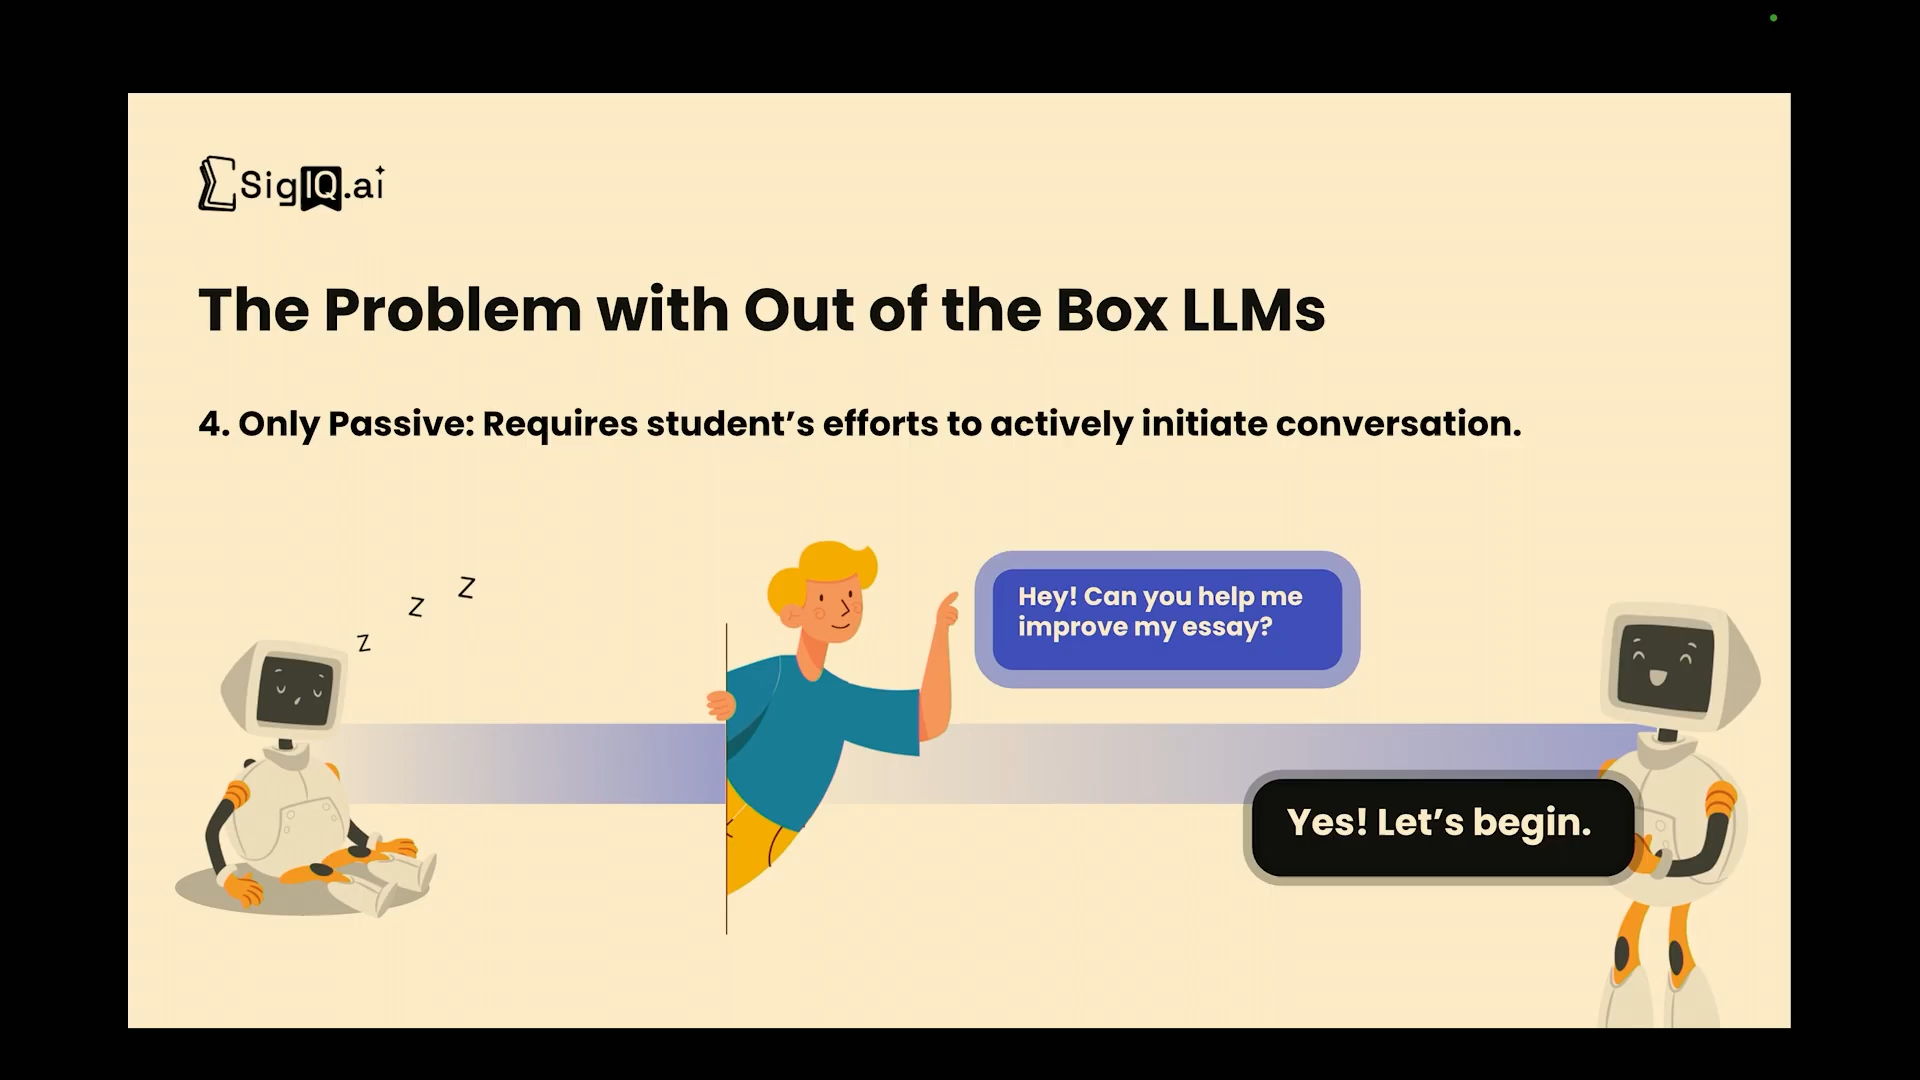 SigIQ.ai
The Problem with Out of the Box LLMs
4. Only Passive: Requires student’s efforts to actively initiate conversation.
z
z
z
Hey! Can you help me
improve my essay?
Yes! Let’s begin.